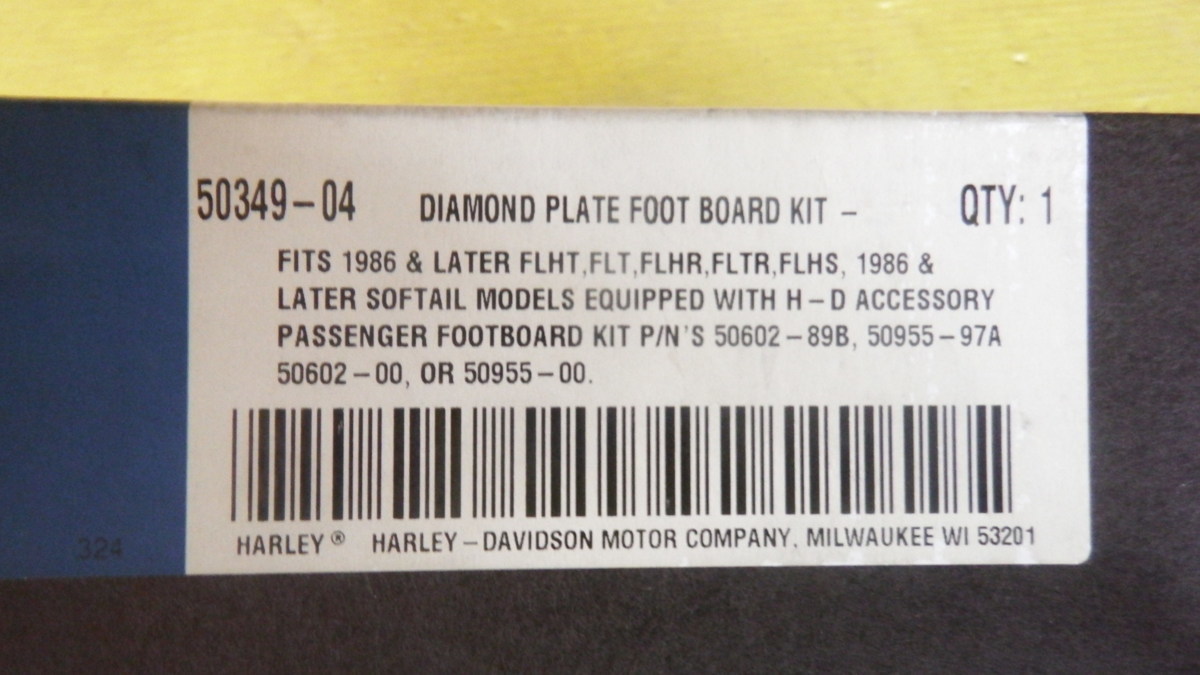 50349-04 DIAMOND PLATE FOOT BOARD KIT - QTY: 1
FITS 1986 & LATER FLHT,FLT,FLHR,FLTR,FLHS, 1986 &
LATER SOFTAIL MODELS EQUIPPED WITH H-D ACCESSORY
PASSENGER FOOTBOARD KIT P/N'S 50602-89B, 50955-97A
50602-00, OR 50955-00.
HARLEY® HARLEY-DAVIDSON MOTOR COMPANY, MILWAUKEE WI 53201
324